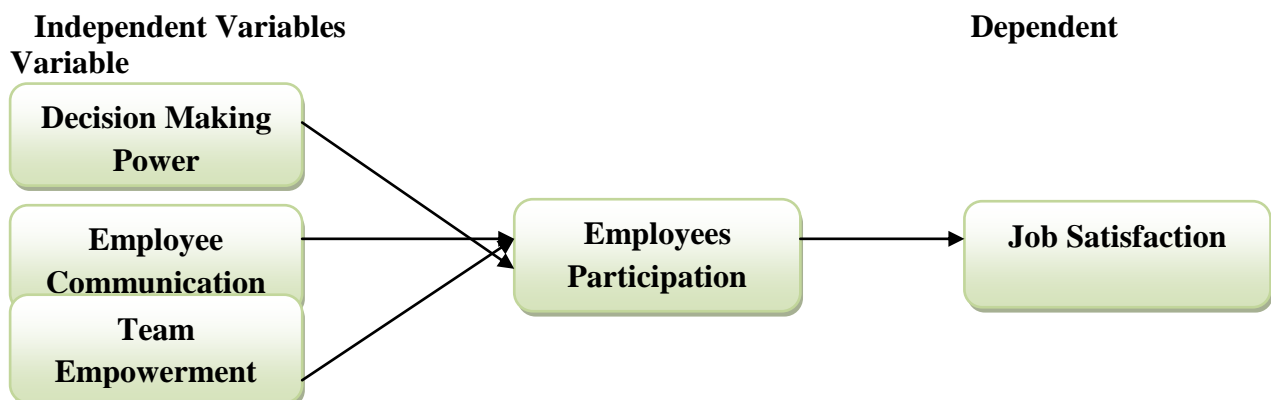 Independent Variables Dependent
Variable
Decision Making
Power
Employee
Communication
Team
Empowerment
Employees
Participation
Job Satisfaction